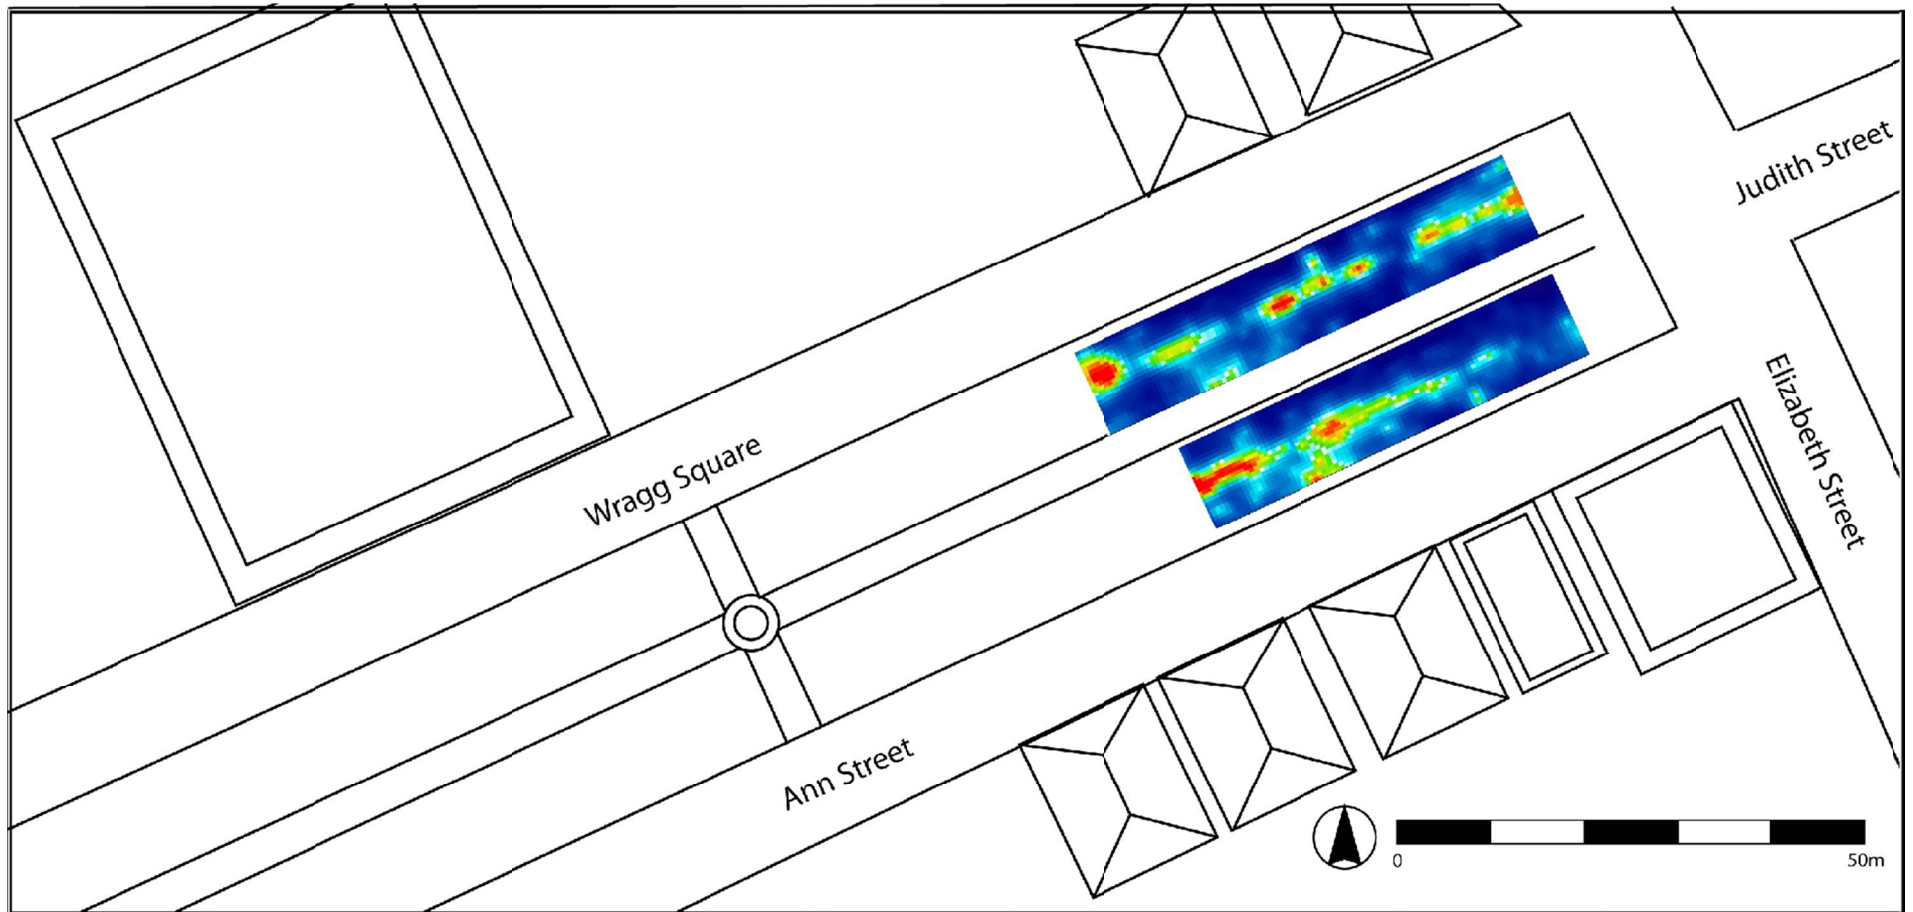 Judith Street
Elizabeth Street
Wragg Square
Ann Street
0
50m